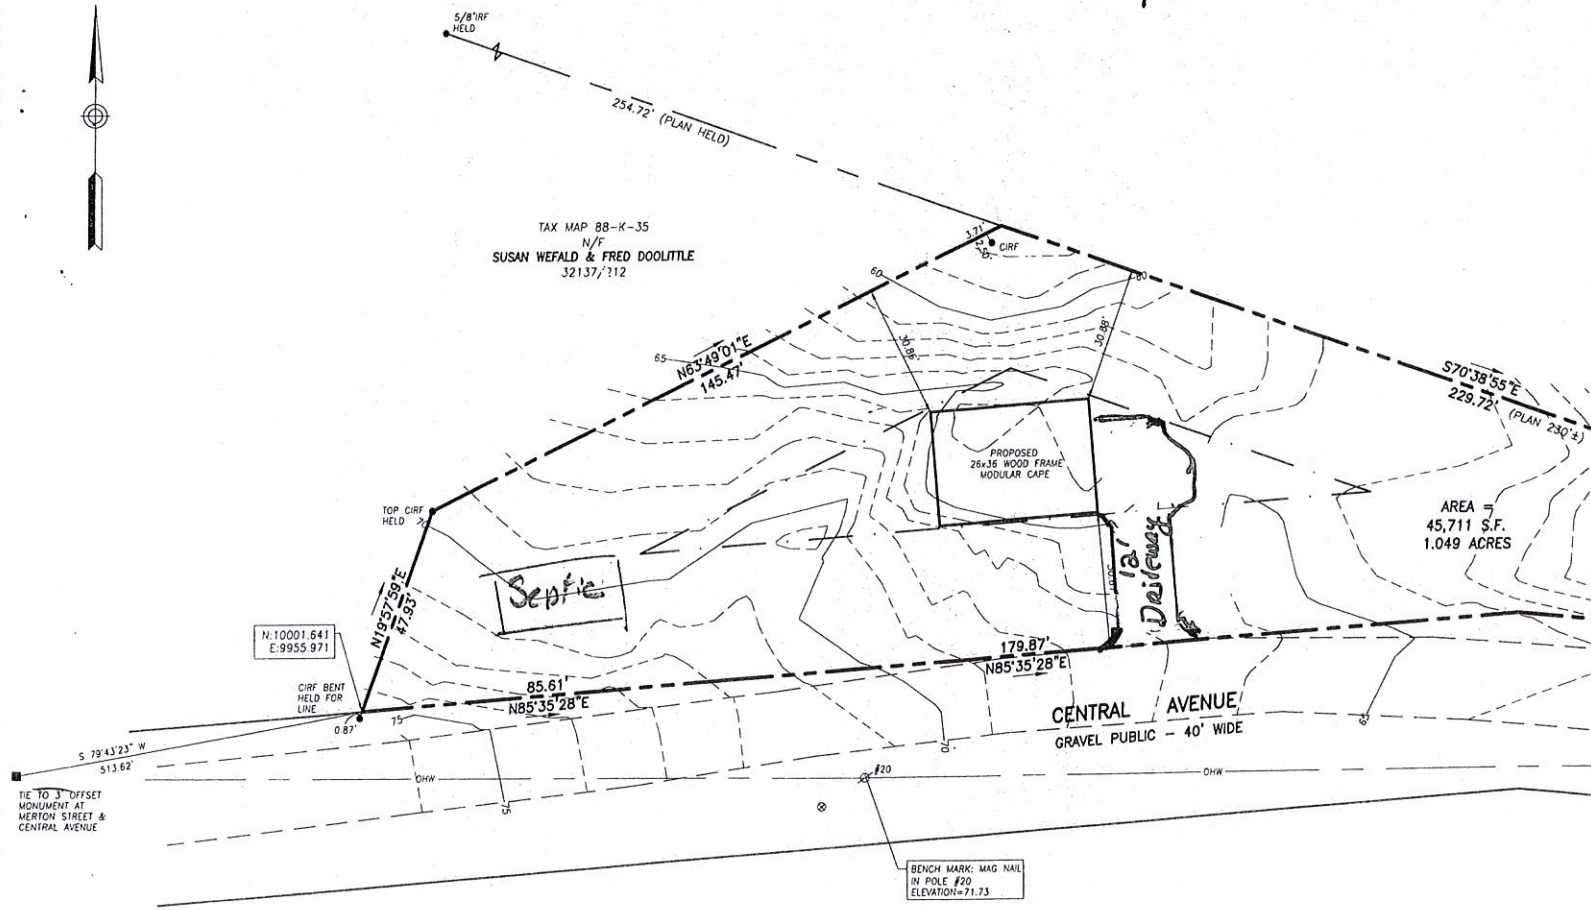 5/8"IRF
HELD
254.72' (PLAN HELD)
TAX MAP 88-K-35
N/F
SUSAN WEFALD & FRED DOOLITTLE
3.71'
CIRF
60
60
65
N63°49'01"E
145.47'
30.86'
30.88'
S70°38'55"E
229.72'
(PLAN 230'±)
PROPOSED
26x36 WOOD FRAME
MODULAR CAPE
AREA =
45,711 S.F.
1.049 ACRES
TOP CIRF
HELD
70
Septic
12'
Drideway
N19°57'59"E
47.93'
N:10001.641
E:9955.971
CIRF BENT
HELD FOR
LINE
0.87'
75
85.61'
N85°35'28"E
179.87'
N85°35'28"E
CENTRAL AVENUE
GRAVEL PUBLIC - 40' WIDE
69
70
75
S 79°43'23" W
513.62'
OHW
#20
OHW
TIE TO 3' OFFSET
MONUMENT AT
MERTON STREET &
CENTRAL AVENUE
BENCH MARK: MAG NAIL
IN POLE #20
ELEVATION=71.73